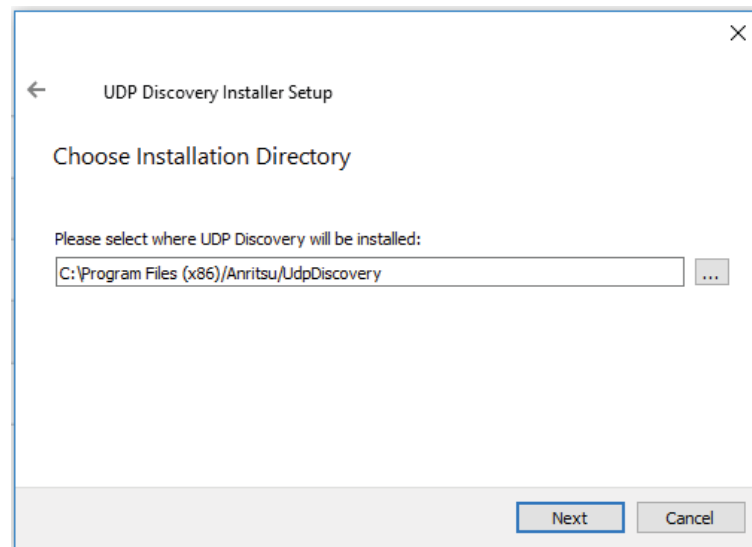 UDP Discovery Installer Setup
Choose Installation Directory
Please select where UDP Discovery will be installed:
C:\Program Files (x86)/Anritsu/UdpDiscovery
...
Next
Cancel